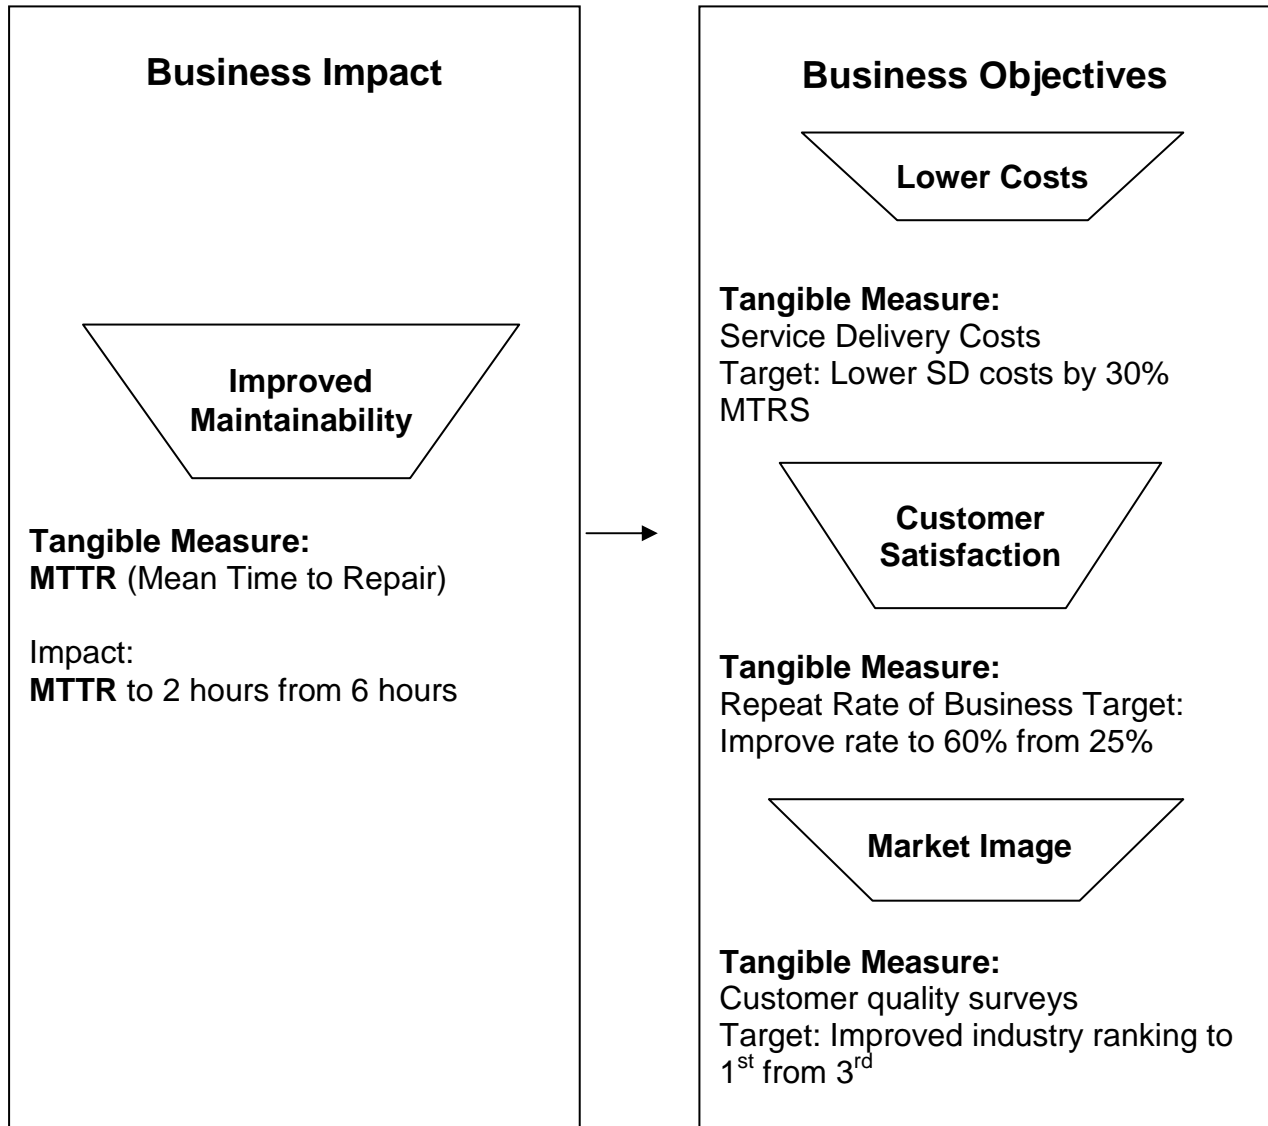 Business Impact
Improved
Maintainability
Tangible Measure:
MTTR (Mean Time to Repair)
Impact:
MTTR to 2 hours from 6 hours
Business Objectives
Lower Costs
Tangible Measure:
Service Delivery Costs
Target: Lower SD costs by 30%
MTRS
Customer
Satisfaction
Tangible Measure:
Repeat Rate of Business Target:
Improve rate to 60% from 25%
Market Image
Tangible Measure:
Customer quality surveys
Target: Improved industry ranking to
1st from 3rd